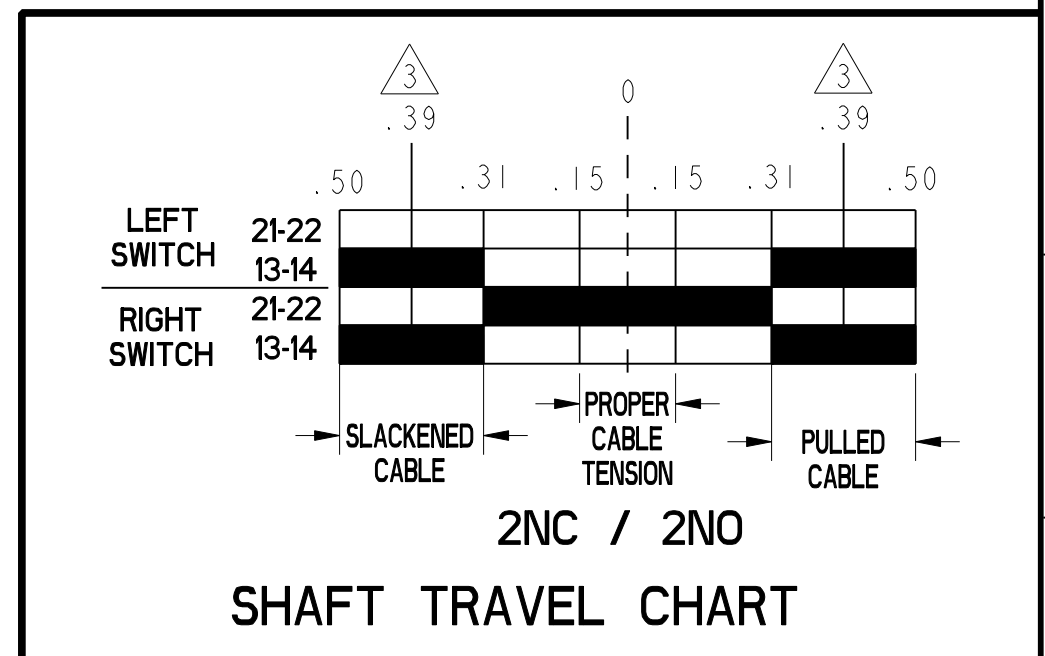 3 3
.39 0 .39
.50 .31 .15 .15 .31 .50
LEFT
SWITCH
21-22
13-14
RIGHT
SWITCH
21-22
13-14
SLACKENED
CABLE
PROPER
CABLE
TENSION
PULLED
CABLE
2NC / 2NO
SHAFT TRAVEL CHART